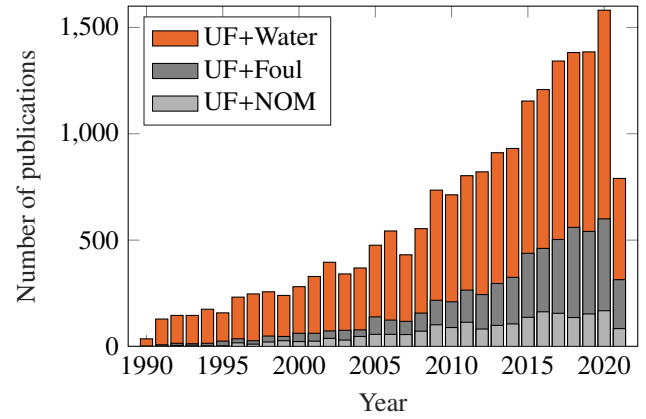 1,500
1,000
500
0
Number of publications
UF+Water
UF+Foul
UF+NOM
1990 1995 2000 2005 2010 2015 2020
Year